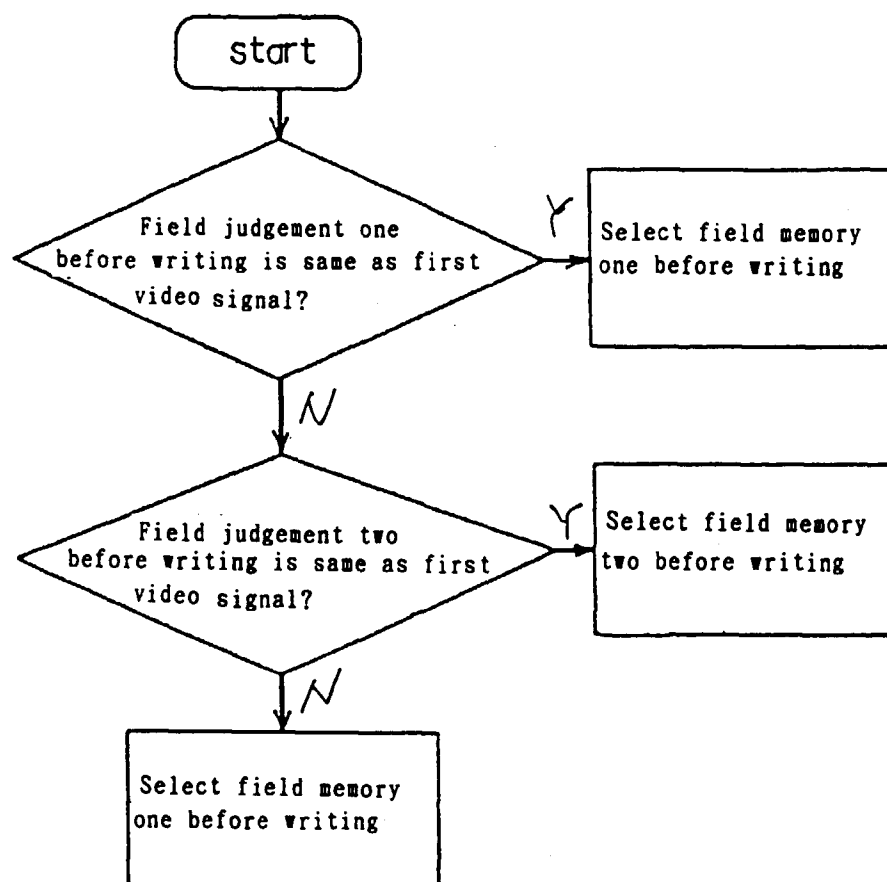 start
Field judgement one
before writing is same as first
video signal?
Y
Select field memory
one before writing
N
Field judgement two
before writing is same as first
video signal?
Y
Select field memory
two before writing
N
Select field memory
one before writing